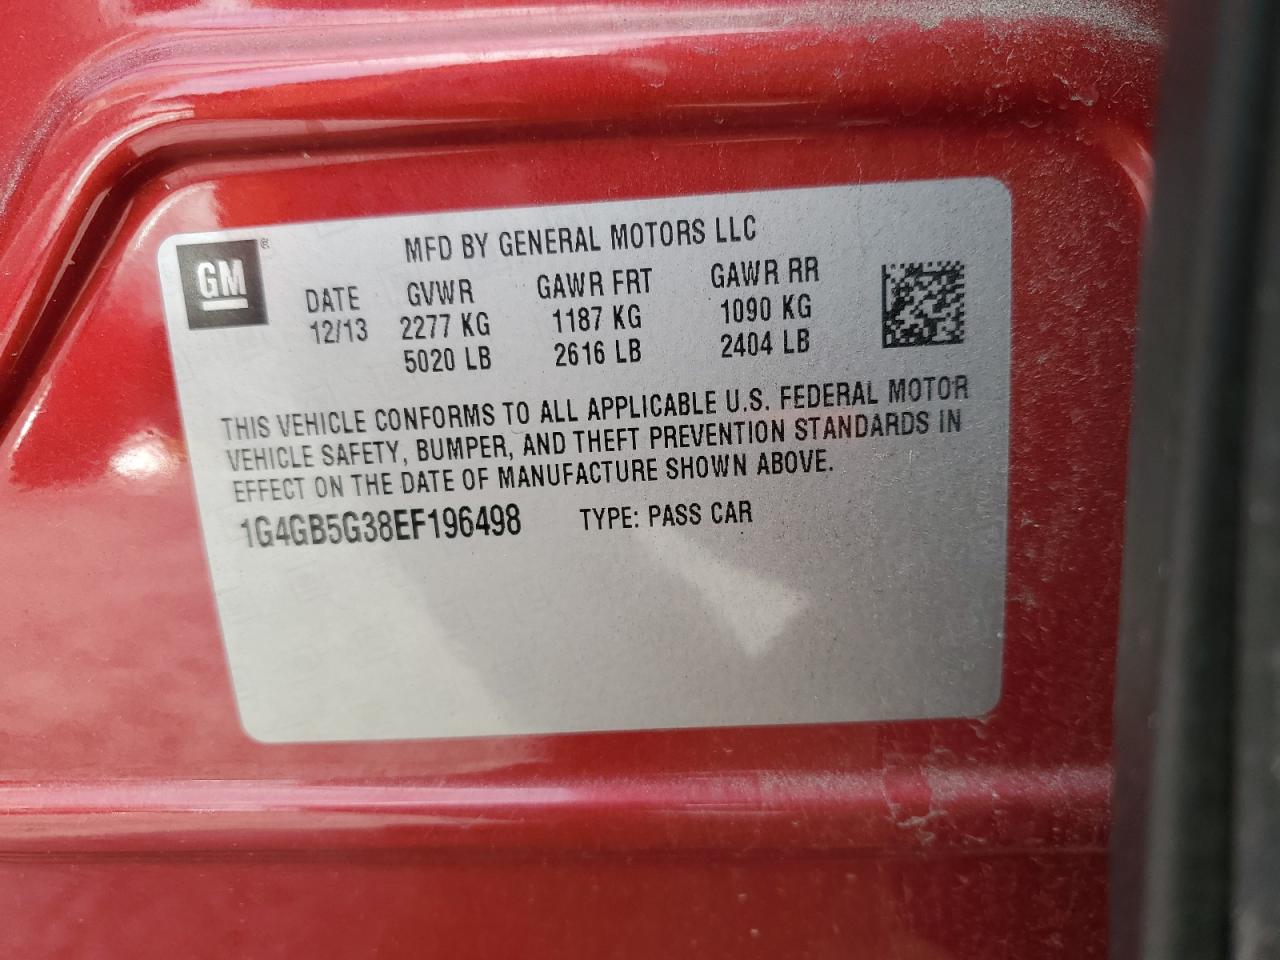 GM ®
MFD BY GENERAL MOTORS LLC
DATE GVWR GAWR FRT GAWR RR
12/13 2277 KG 1187 KG 1090 KG
5020 LB 2616 LB 2404 LB
THIS VEHICLE CONFORMS TO ALL APPLICABLE U.S. FEDERAL MOTOR
VEHICLE SAFETY, BUMPER, AND THEFT PREVENTION STANDARDS IN
EFFECT ON THE DATE OF MANUFACTURE SHOWN ABOVE.
1G4GB5G38EF196498 TYPE: PASS CAR